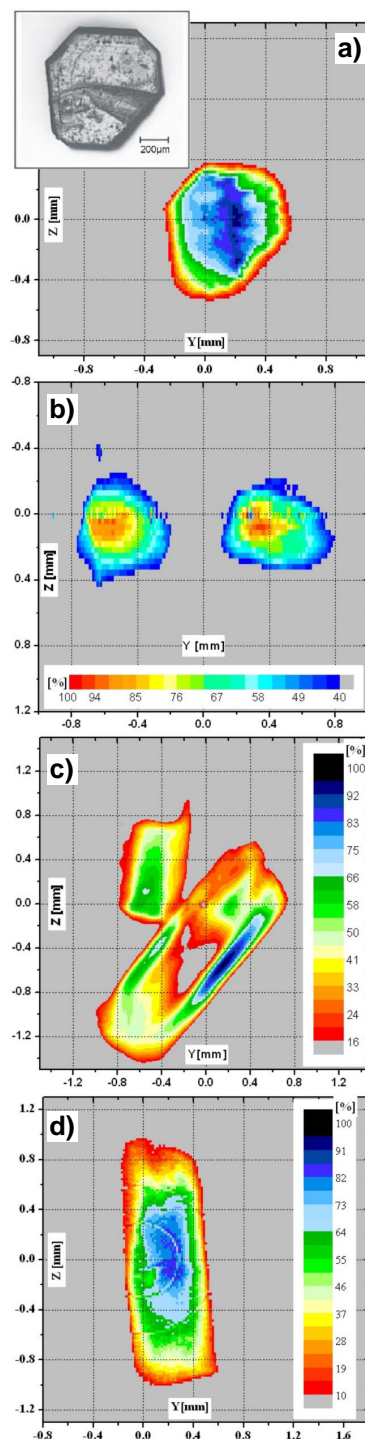 a)
200µm
Z [mm]
0.0
-0.4
-0.8
-0.8 -0.4 0.0 0.4 0.8
Y[mm]
b)
-0.8
-0.4
0.0
0.4
0.8
1.2
Z [mm]
Y [mm]
[%]
100 94 85 76 67 58 49 40
-0.8 -0.4 0.0 0.4 0.8
c)
1.2
0.8
0.4
0.0
-0.4
-0.8
-1.2
Z [mm]
Y[mm]
-1.2 -0.8 -0.4 0.0 0.4 0.8 1.2
[%]
100
92
83
75
66
58
50
41
33
24
16
d)
1.2
0.8
0.4
0.0
-0.4
-0.8
-1.2
Z [mm]
Y[mm]
-0.8 -0.4 0.0 0.4 0.8 1.2 1.6
[%]
100
91
82
73
64
55
46
37
28
19
10